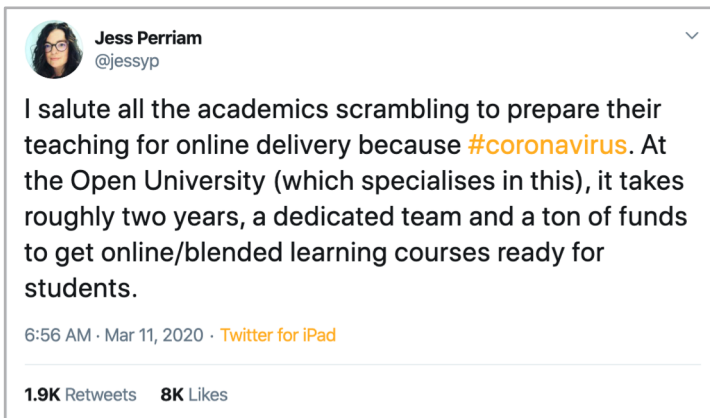 Jess Perriam
@jessyp
I salute all the academics scrambling to prepare their
teaching for online delivery because #coronavirus. At
the Open University (which specialises in this), it takes
roughly two years, a dedicated team and a ton of funds
to get online/blended learning courses ready for
students.
6:56 AM · Mar 11, 2020 · Twitter for iPad
1.9K Retweets 8K Likes